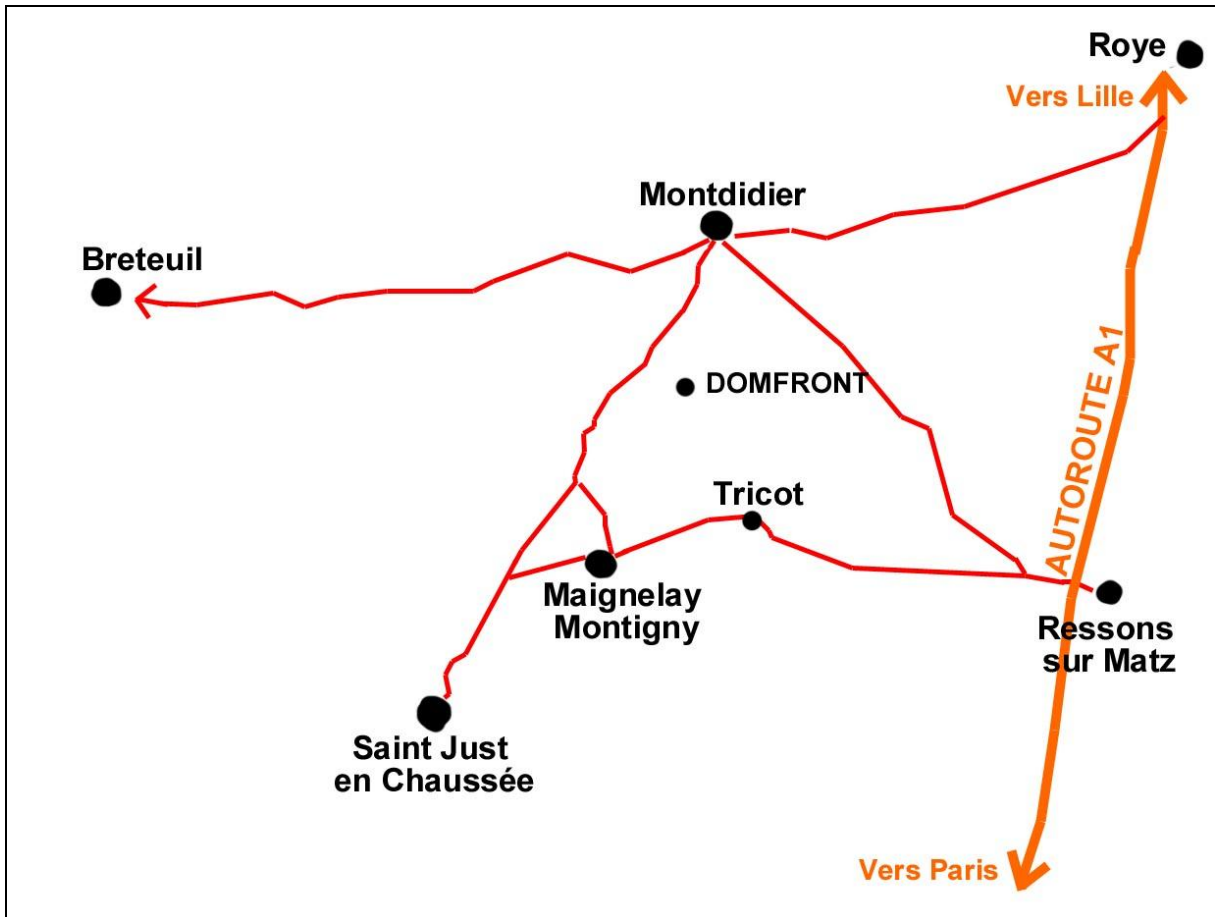 Roye
Vers Lille
Montdidier
Breteuil
DOMFRONT
AUTOROUTE A1
Tricot
Maignelay
Montigny
Ressons
sur Matz
Saint Just
en Chaussée
Vers Paris